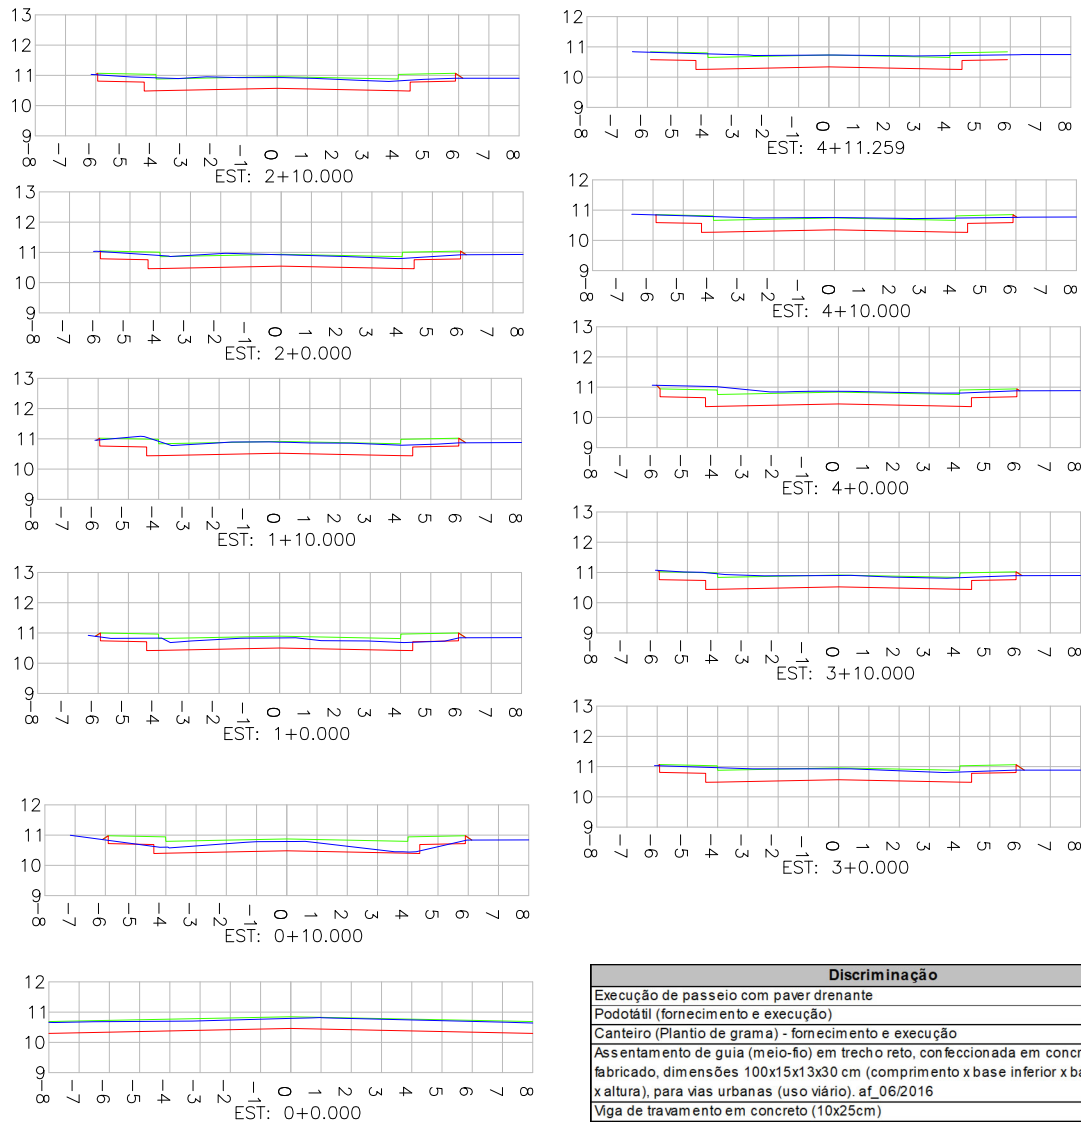 13
12
11
10
9
-8 -7 -6 -5 -4 -3 -2 -1 0 1 2 3 4 5 6 7 8
EST: 2+10.000
13
12
11
10
9
-8 -7 -6 -5 -4 -3 -2 -1 0 1 2 3 4 5 6 7 8
EST: 2+0.000
13
12
11
10
9
-8 -7 -6 -5 -4 -3 -2 -1 0 1 2 3 4 5 6 7 8
EST: 1+10.000
13
12
11
10
9
-8 -7 -6 -5 -4 -3 -2 -1 0 1 2 3 4 5 6 7 8
EST: 1+0.000
12
11
10
9
-8 -7 -6 -5 -4 -3 -2 -1 0 1 2 3 4 5 6 7 8
EST: 0+10.000
12
11
10
9
-8 -7 -6 -5 -4 -3 -2 -1 0 1 2 3 4 5 6 7 8
EST: 0+0.000
12
11
10
9
-8 -7 -6 -5 -4 -3 -2 -1 0 1 2 3 4 5 6 7 8
EST: 4+11.259
12
11
10
9
-8 -7 -6 -5 -4 -3 -2 -1 0 1 2 3 4 5 6 7 8
EST: 4+10.000
13
12
11
10
9
-8 -7 -6 -5 -4 -3 -2 -1 0 1 2 3 4 5 6 7 8
EST: 4+0.000
13
12
11
10
9
-8 -7 -6 -5 -4 -3 -2 -1 0 1 2 3 4 5 6 7 8
EST: 3+10.000
13
12
11
10
9
-8 -7 -6 -5 -4 -3 -2 -1 0 1 2 3 4 5 6 7 8
EST: 3+0.000
Discriminação
Execução de passeio com paver drenante
Podotátil (fornecimento e execução)
Canteiro (Plantio de grama) - fornecimento e execução
Assentamento de guia (meio-fio) em trecho reto, confeccionada em concr
fabricado, dimensões 100x15x13x30 cm (comprimento x base inferior x ba
x altura), para vias urbanas (uso viário). af_06/2016
Viga de travamento em concreto (10x25cm)